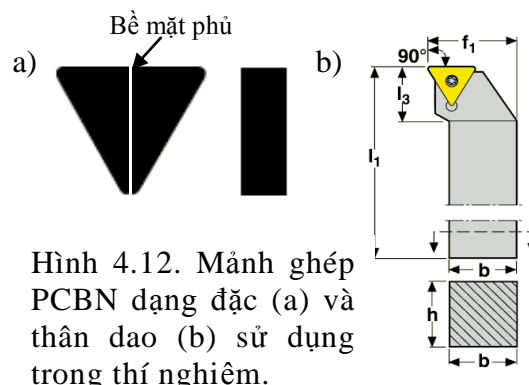 Bề mặt phủ
a)
b)
f1
90°
l3
l1
b
h
b
Hình 4.12. Mảnh ghép
PCBN dạng đặc (a) và
thân dao (b) sử dụng
trong thí nghiệm.